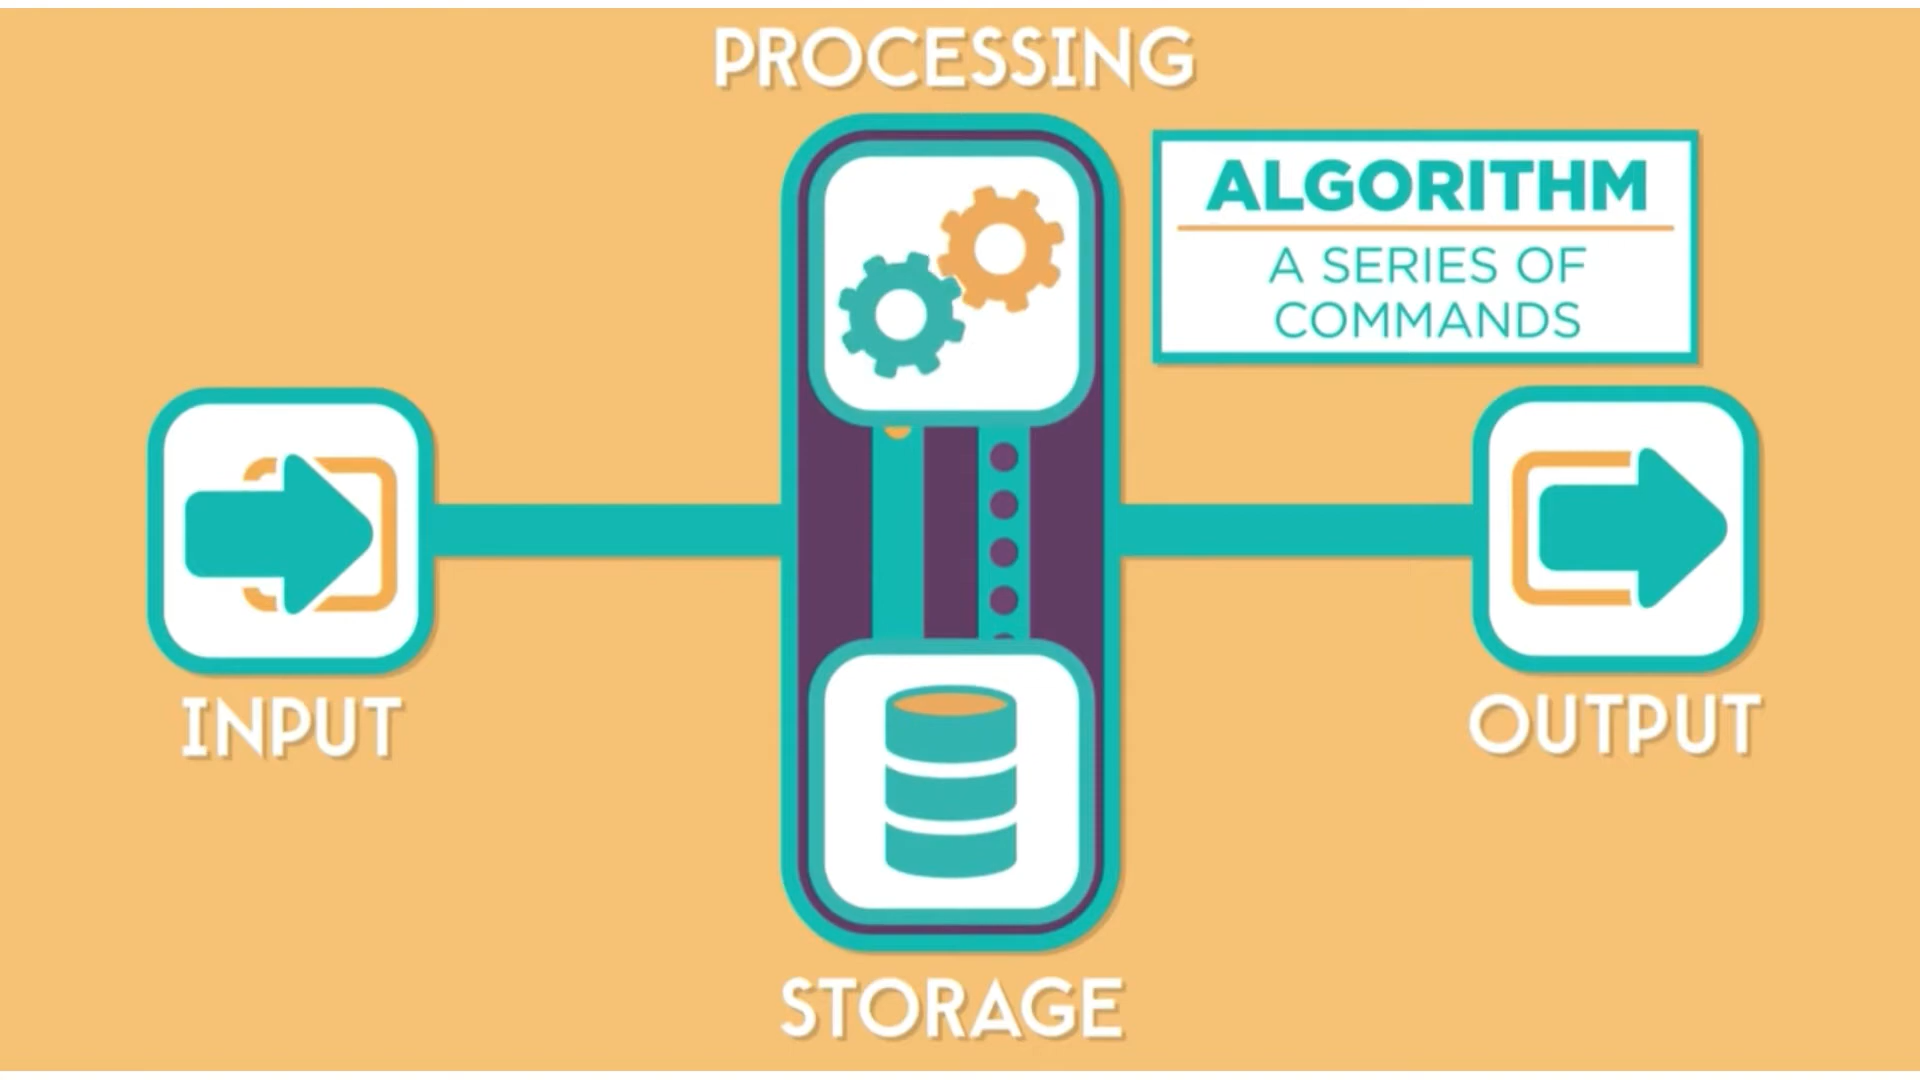 PROCESSING
ALGORITHM
A SERIES OF
COMMANDS
INPUT
OUTPUT
STORAGE